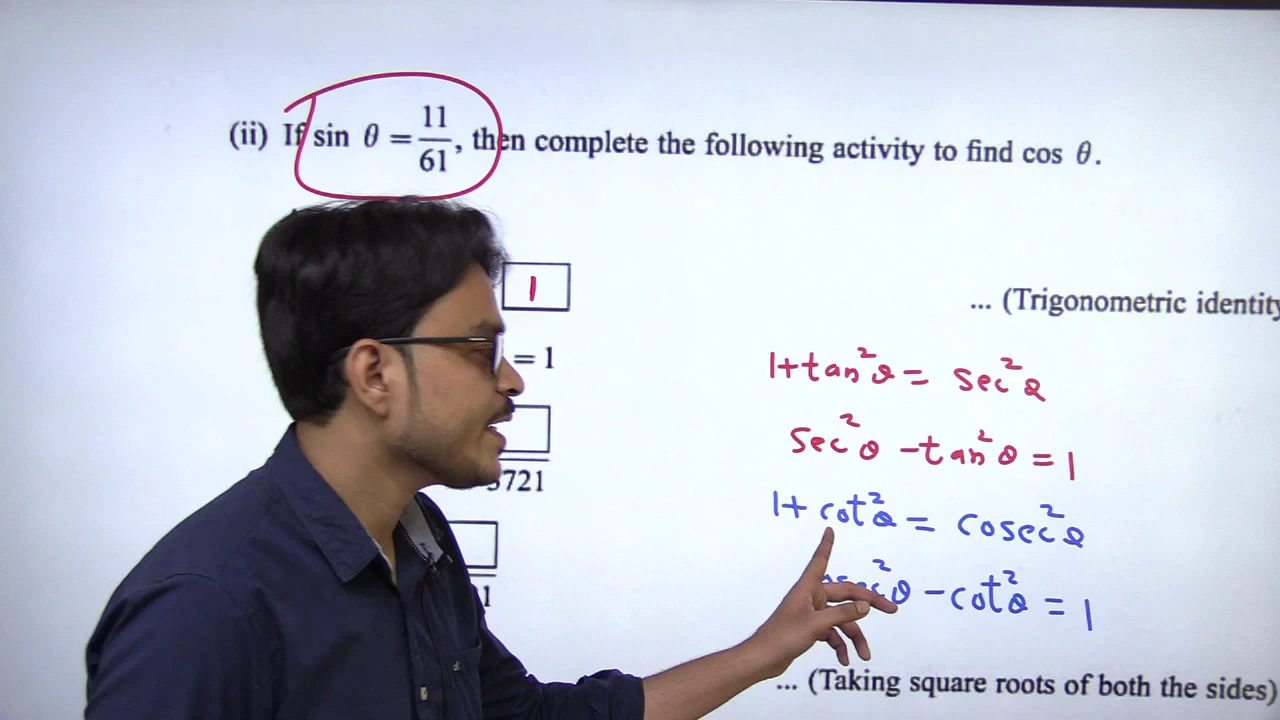 (ii) If sin θ = 11/61, then complete the following activity to find cos θ.
1
... (Trigonometric identity
= 1
1+tan²θ = sec²θ
sec²θ - tan²θ = 1
3721
1+ cot²θ = cosec²θ
- cot²θ = 1
... (Taking square roots of both the sides)